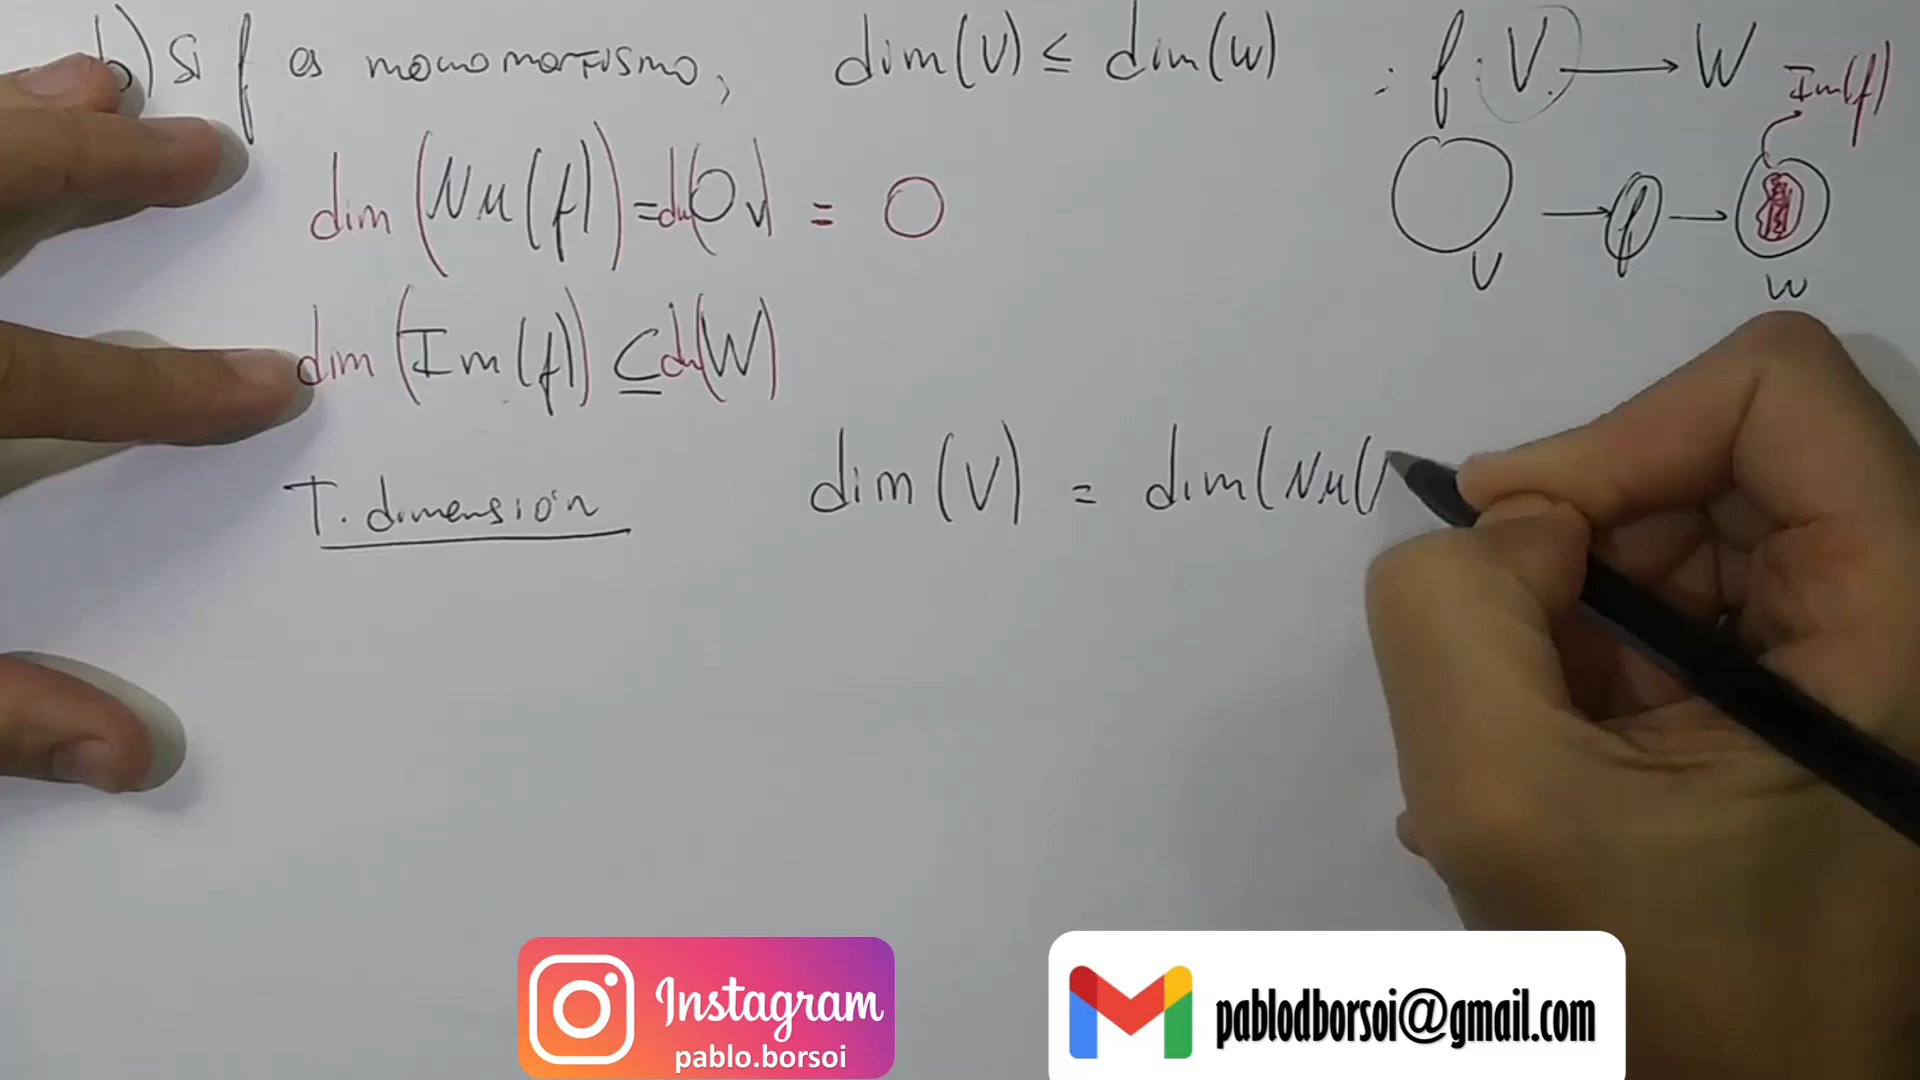 b) Si f es monomorfismo, dim(V) ≤ dim(W) : f: V. → W
Im(f)
dim(Nu(f)) = dim(0v) = 0
f
V
W
dim(Im(f)) ⊆ dim(W)
T. dimensión dim(V) = dim(Nu(
Instagram
pablo.borsoi
pablodborsoi@gmail.com